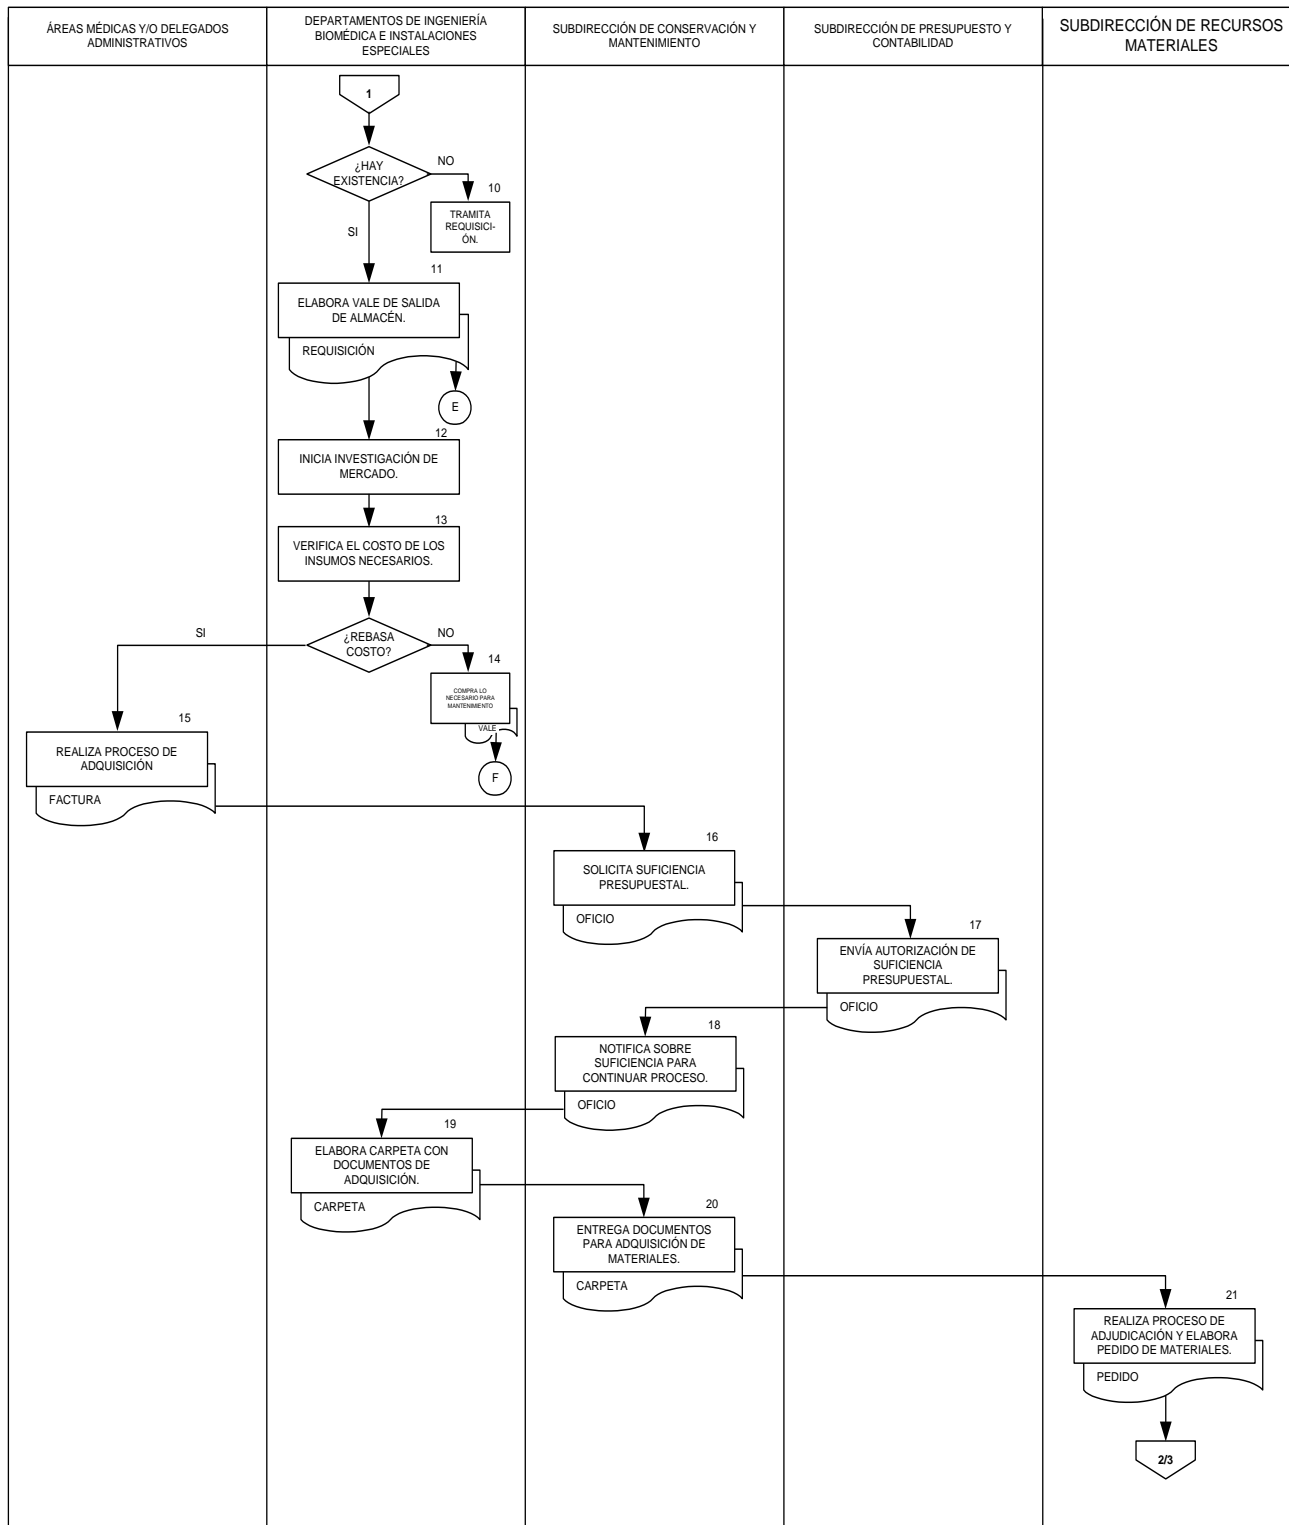 ÁREAS MÉDICAS Y/O DELEGADOS
ADMINISTRATIVOS
DEPARTAMENTOS DE INGENIERÍA
BIOMÉDICA E INSTALACIONES
ESPECIALES
SUBDIRECCIÓN DE CONSERVACIÓN Y
MANTENIMIENTO
SUBDIRECCIÓN DE PRESUPUESTO Y
CONTABILIDAD
SUBDIRECCIÓN DE RECURSOS
MATERIALES
1
¿HAY
EXISTENCIA?
NO
SI
10
TRAMITA
REQUISICI-
ÓN.
11
ELABORA VALE DE SALIDA
DE ALMACÉN.
REQUISICIÓN
E
12
INICIA INVESTIGACIÓN DE
MERCADO.
13
VERIFICA EL COSTO DE LOS
INSUMOS NECESARIOS.
¿REBASA
COSTO?
SI
NO
14
COMPRA LO
NECESARIO PARA
MANTENIMIENTO
VALE
F
15
REALIZA PROCESO DE
ADQUISICIÓN
FACTURA
16
SOLICITA SUFICIENCIA
PRESUPUESTAL.
OFICIO
17
ENVÍA AUTORIZACIÓN DE
SUFICIENCIA
PRESUPUESTAL.
OFICIO
18
NOTIFICA SOBRE
SUFICIENCIA PARA
CONTINUAR PROCESO.
OFICIO
19
ELABORA CARPETA CON
DOCUMENTOS DE
ADQUISICIÓN.
CARPETA
20
ENTREGA DOCUMENTOS
PARA ADQUISICIÓN DE
MATERIALES.
CARPETA
21
REALIZA PROCESO DE
ADJUDICACIÓN Y ELABORA
PEDIDO DE MATERIALES.
PEDIDO
2/3